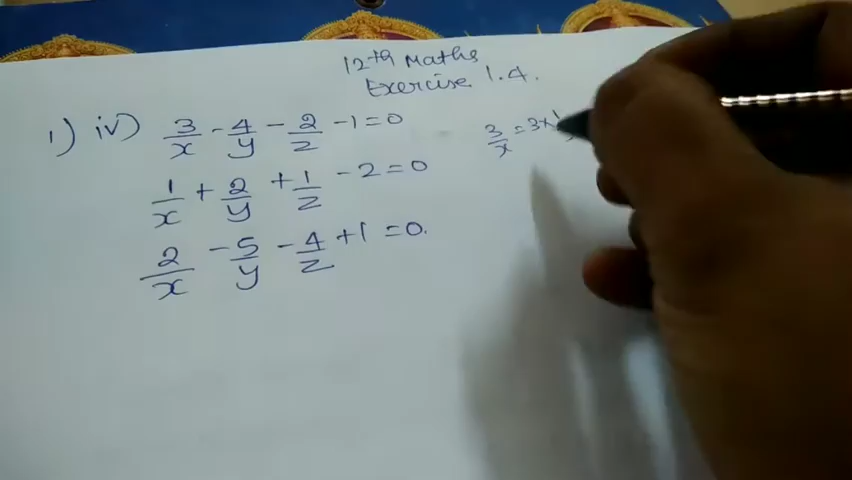 12th Maths
Exercise 1.4.
1) iv) 3/x - 4/y - 2/z - 1 = 0
3/x = 3x1
1/x + 2/y + 1/z - 2 = 0
2/x - 5/y - 4/z + 1 = 0.